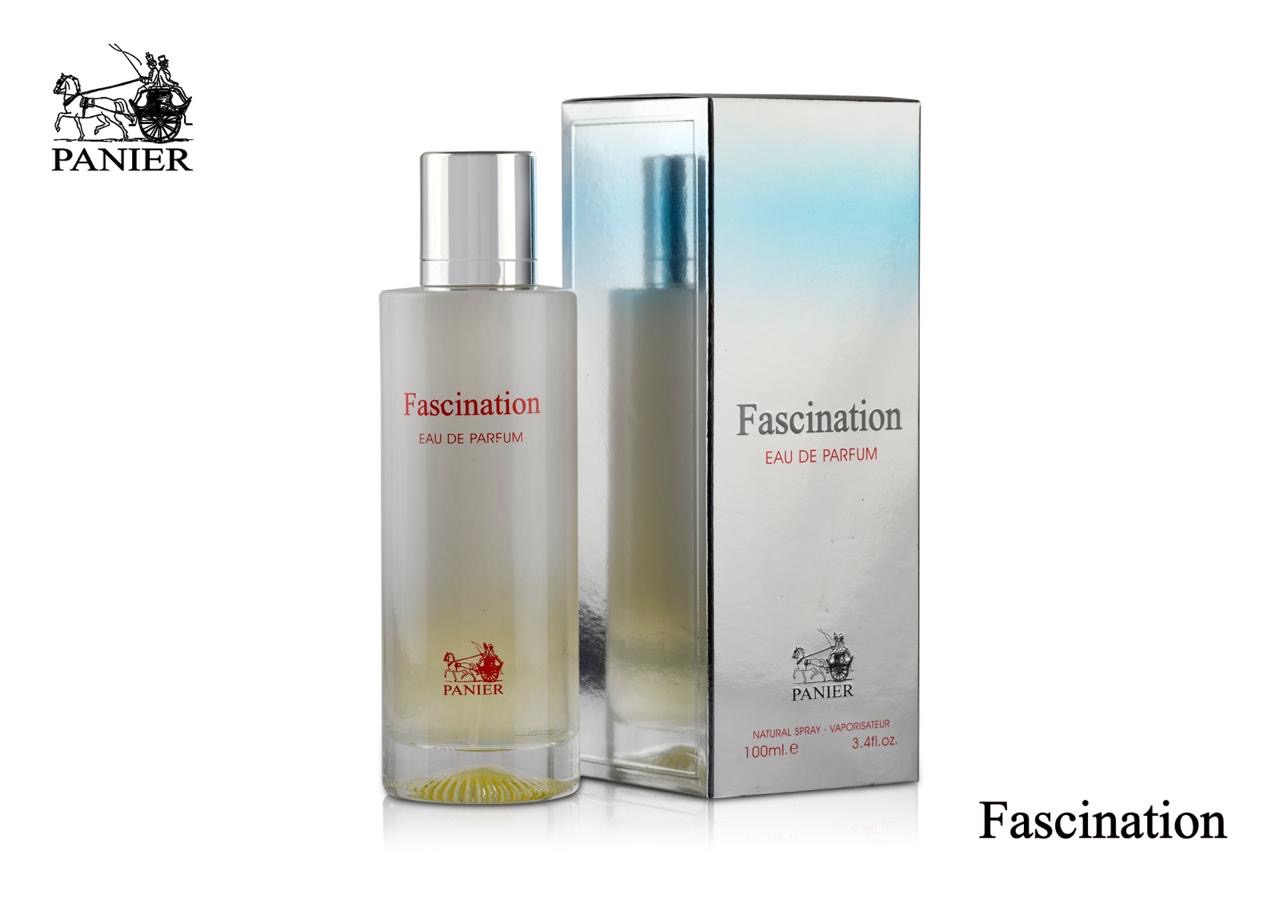 PANIER
Fascination
EAU DE PARFUM
PANIER
Fascination
EAU DE PARFUM
PANIER
NATURAL SPRAY - VAPORISATEUR
100ml.e 3.4fl.oz.
Fascination